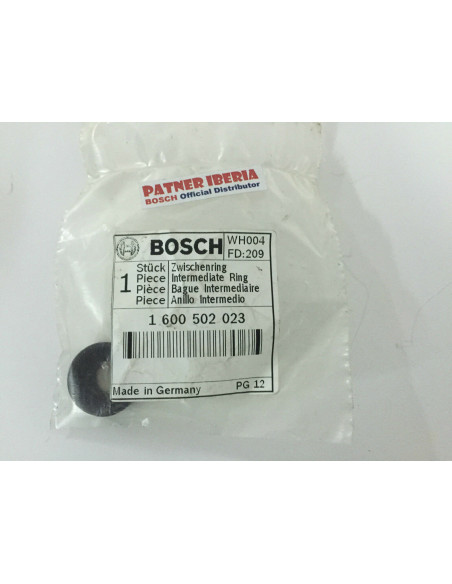 PATNER IBERIA
BOSCH Official Distributor
BOSCH
WH004
FD:209
1
Stück Zwischenring
Piece Intermediate Ring
Pièce Bague Intermediaire
Piece Anillo Intermedio
1 600 502 023
Made in Germany PG 12